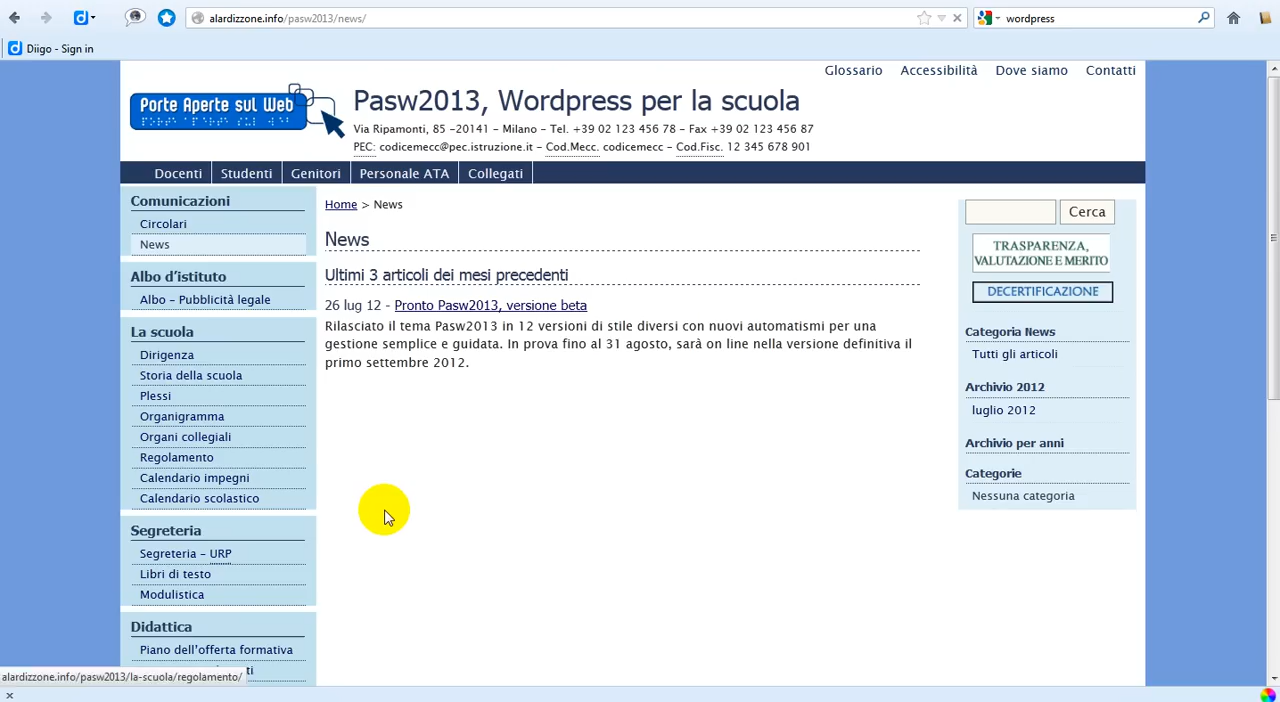 alardizzone.info/pasw2013/news/
wordpress
Diigo - Sign in
Glossario Accessibilità Dove siamo Contatti
Porte Aperte sul Web
Pasw2013, Wordpress per la scuola
Via Ripamonti, 85 -20141 - Milano - Tel. +39 02 123 456 78 - Fax +39 02 123 456 87
PEC: codicemecc@pec.istruzione.it - Cod.Mecc. codicemecc - Cod.Fisc. 12 345 678 901
Docenti Studenti Genitori Personale ATA Collegati
Comunicazioni
Circolari
News
Albo d'istituto
Albo – Pubblicità legale
La scuola
Dirigenza
Storia della scuola
Plessi
Organigramma
Organi collegiali
Regolamento
Calendario impegni
Calendario scolastico
Segreteria
Segreteria – URP
Libri di testo
Modulistica
Didattica
Piano dell'offerta formativa
ti
Home > News
News
Ultimi 3 articoli dei mesi precedenti
26 lug 12 - Pronto Pasw2013, versione beta
Rilasciato il tema Pasw2013 in 12 versioni di stile diversi con nuovi automatismi per una
gestione semplice e guidata. In prova fino al 31 agosto, sarà on line nella versione definitiva il
primo settembre 2012.
Cerca
TRASPARENZA,
VALUTAZIONE E MERITO
DECERTIFICAZIONE
Categoria News
Tutti gli articoli
Archivio 2012
luglio 2012
Archivio per anni
Categorie
Nessuna categoria
alardizzone.info/pasw2013/la-scuola/regolamento/